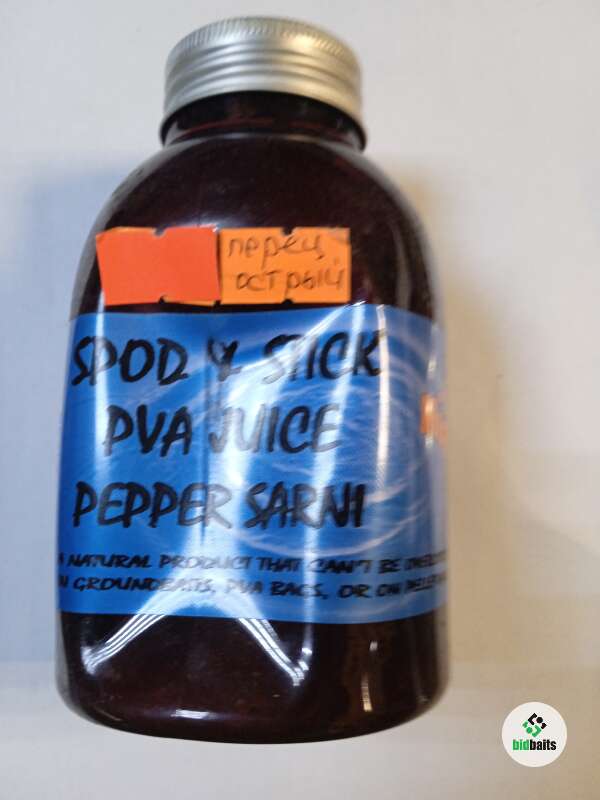 перец
острый
SPOD & STICK
PVA JUICE
PEPPER SARNI
A NATURAL PRODUCT THAT CAN'T BE
IN GROUNDBAITS, PVA BAGS, OR ON
bidbaits